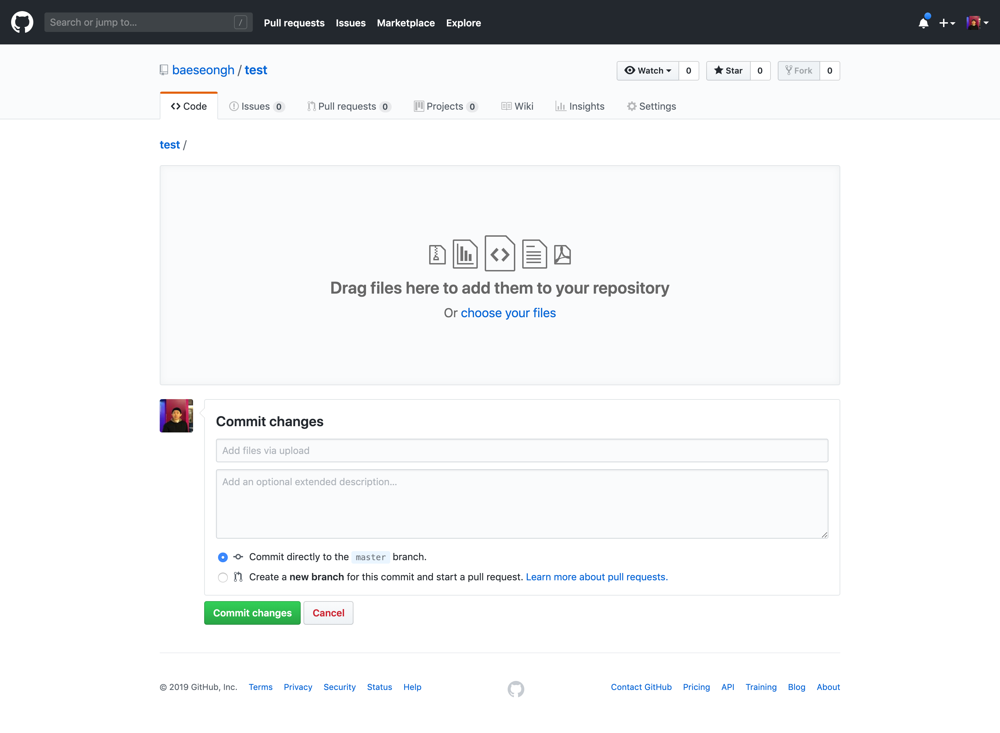 Search or jump to... / Pull requests Issues Marketplace Explore
baeseongh / test Watch 0 Star 0 Fork 0
Code Issues 0 Pull requests 0 Projects 0 Wiki Insights Settings
test /
Drag files here to add them to your repository
Or choose your files
Commit changes
Add files via upload
Add an optional extended description...
Commit directly to the master branch.
Create a new branch for this commit and start a pull request. Learn more about pull requests.
Commit changes Cancel
© 2019 GitHub, Inc. Terms Privacy Security Status Help Contact GitHub Pricing API Training Blog About